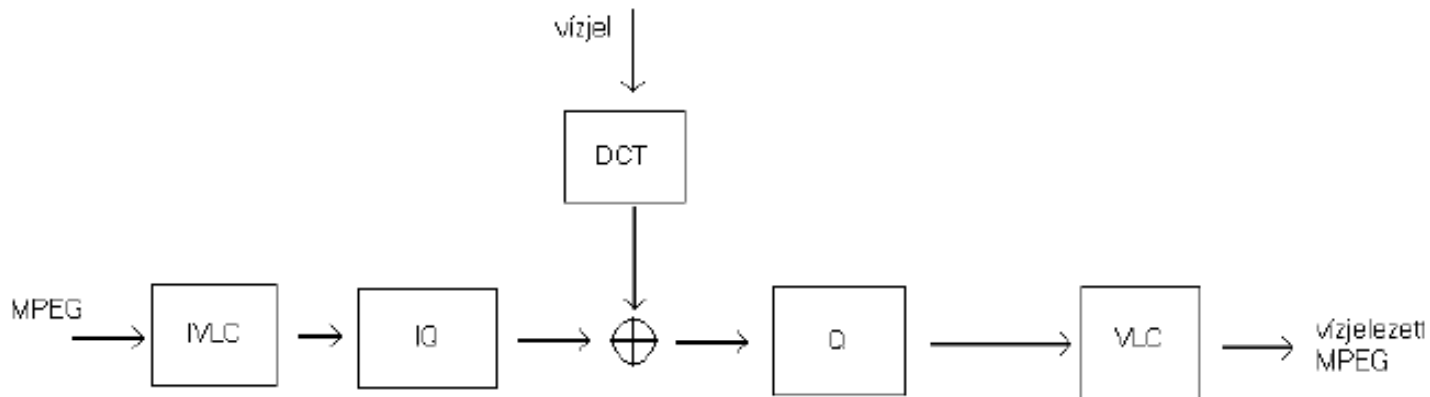 vízjel
DCT
MPEG
IVLC
IQ
Q
VLC
vízjelezett
MPEG